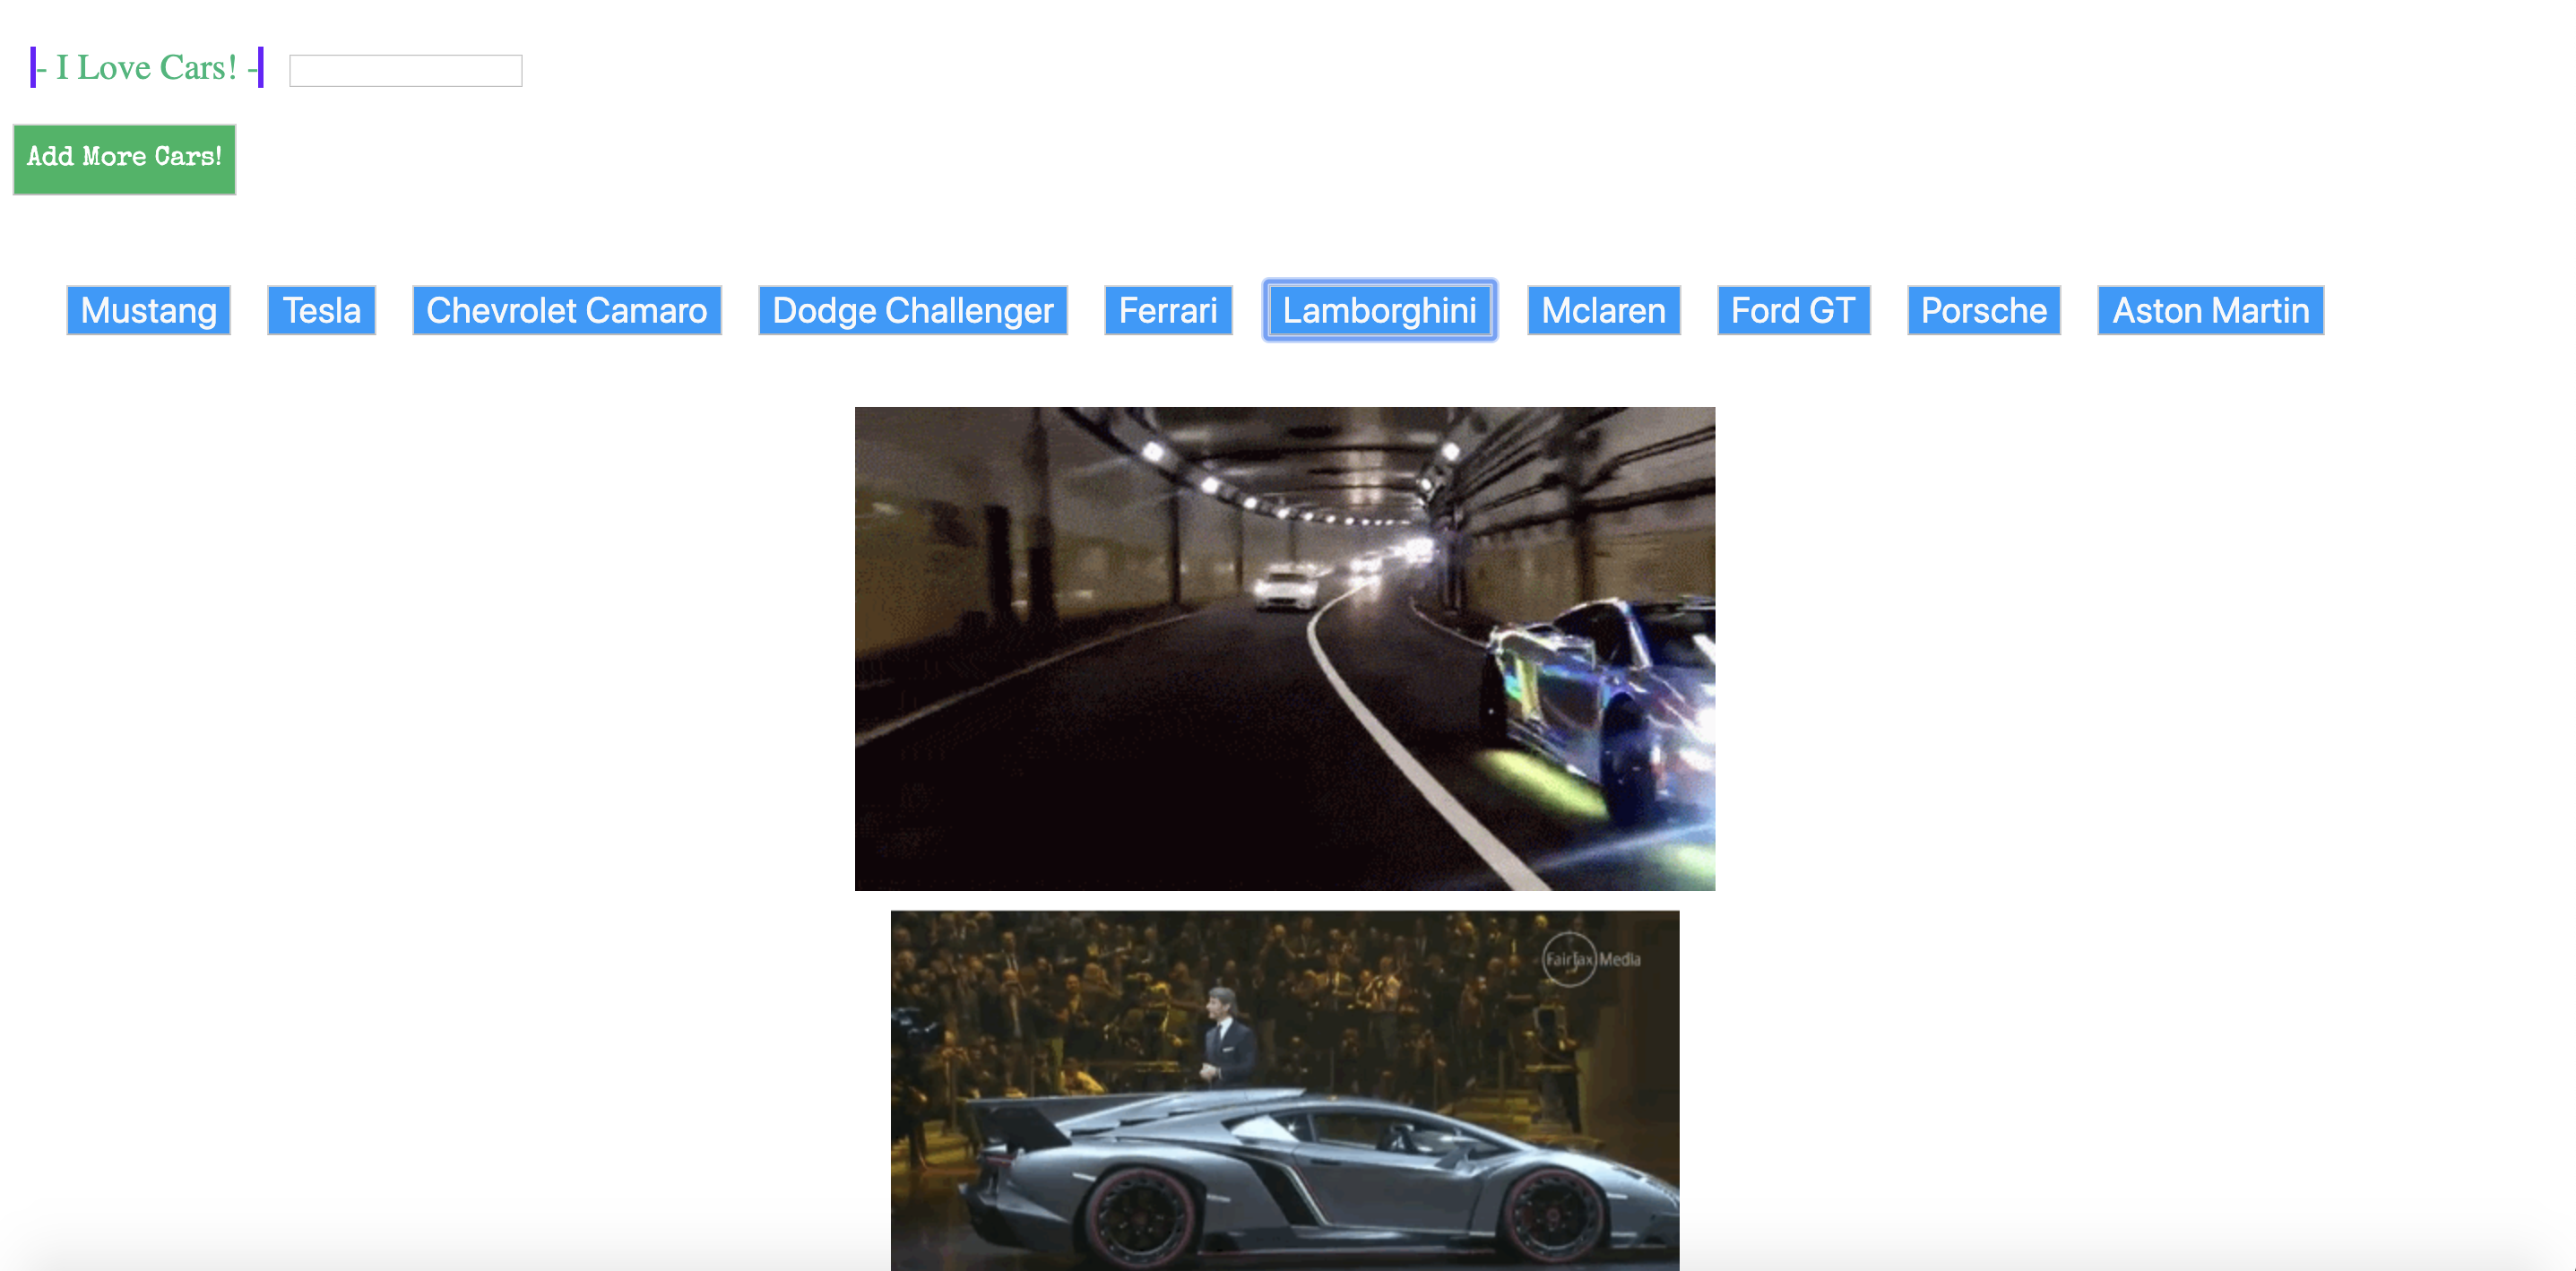 - I Love Cars! -
Add More Cars!
Mustang Tesla Chevrolet Camaro Dodge Challenger Ferrari Lamborghini Mclaren Ford GT Porsche Aston Martin
Fairfax Media